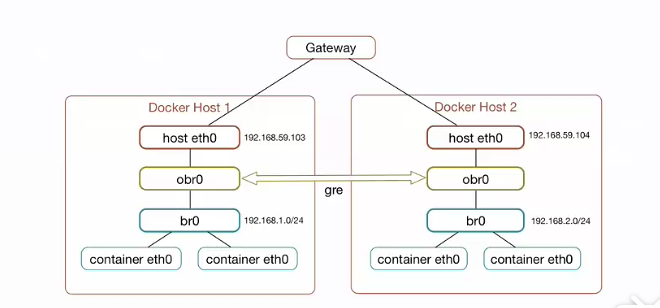 Gateway
Docker Host 1
Docker Host 2
host eth0
192.168.59.103
host eth0
192.168.59.104
obr0
gre
obr0
br0
192.168.1.0/24
br0
192.168.2.0/24
container eth0
container eth0
container eth0
container eth0